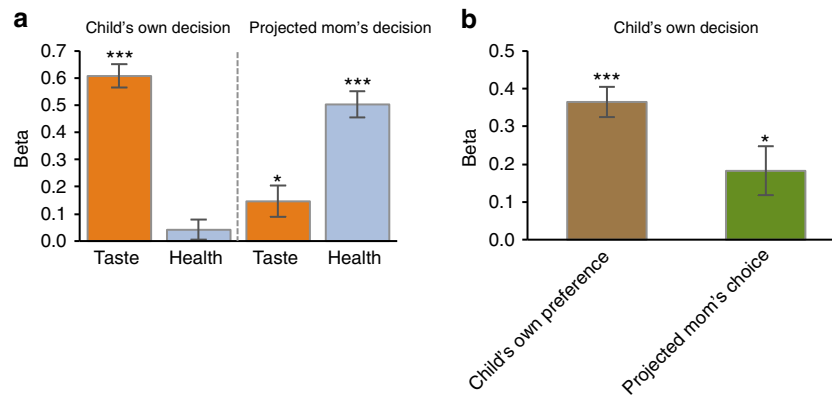 a
Child's own decision Projected mom's decision
Beta
0.7
0.6
0.5
0.4
0.3
0.2
0.1
0.0
***
*
***
Taste Health Taste Health
b
Child's own decision
Beta
0.5
0.4
0.3
0.2
0.1
0.0
***
*
Child's own preference
Projected mom's choice